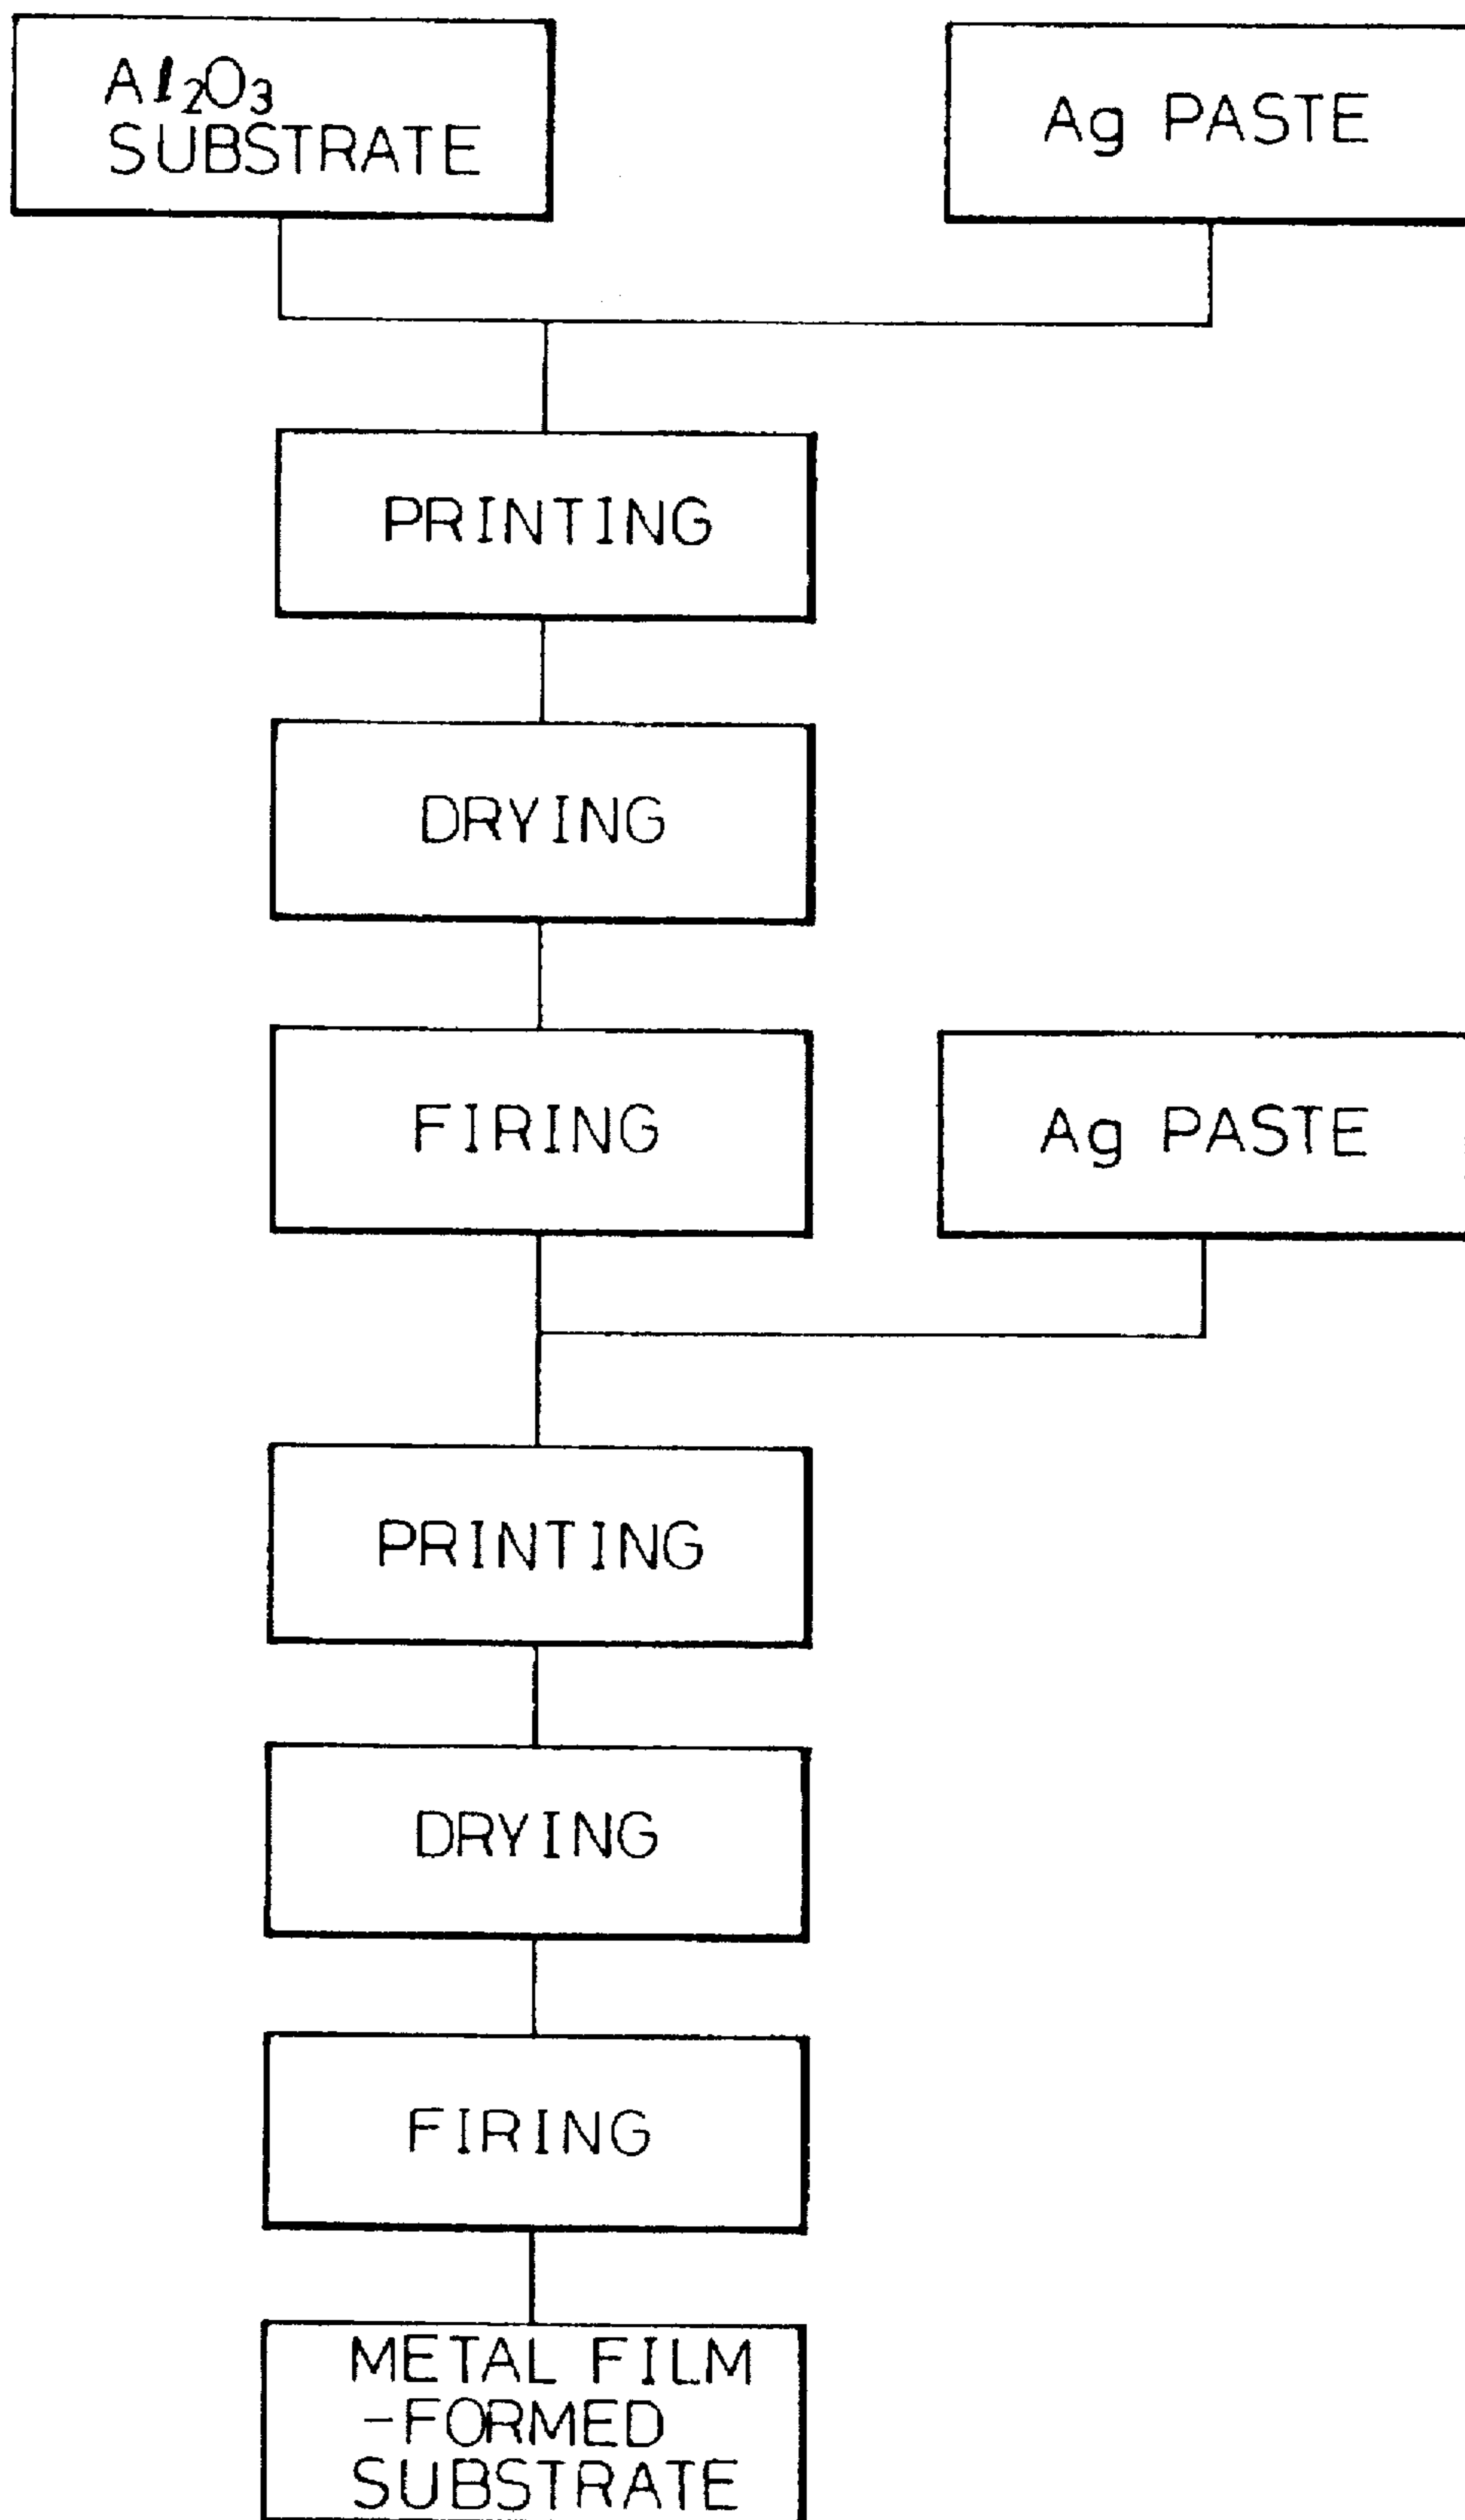 Aℓ₂O₃
SUBSTRATE
Ag PASTE
PRINTING
DRYING
FIRING
Ag PASTE
PRINTING
DRYING
FIRING
METAL FILM
-FORMED
SUBSTRATE